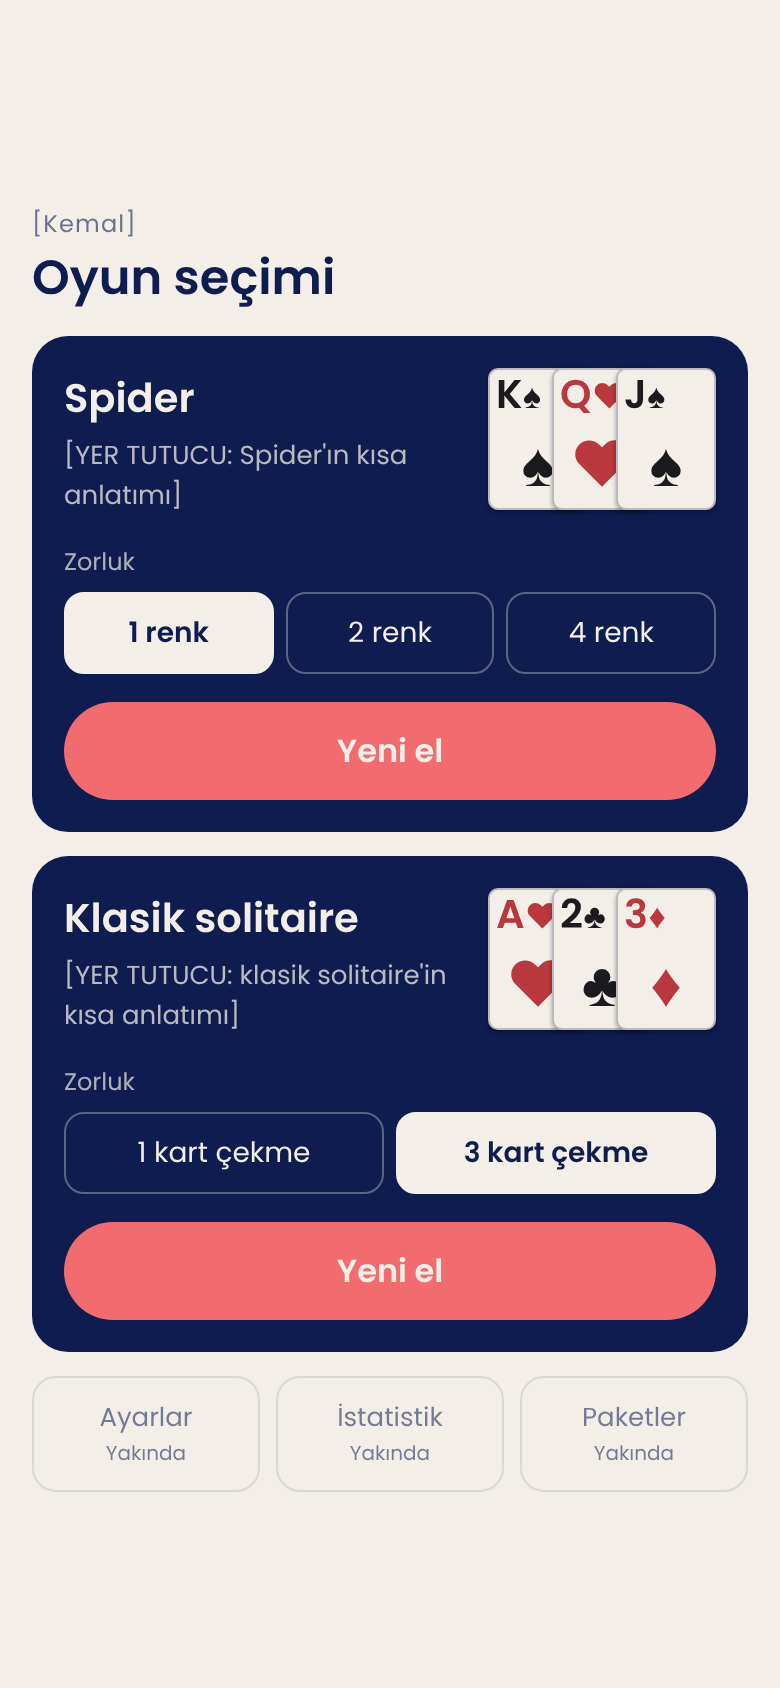 [Kemal]
Oyun seçimi
Spider
[YER TUTUCU: Spider'ın kısa
anlatımı]
K♠ Q♥ J♠
Zorluk
1 renk 2 renk 4 renk
Yeni el
Klasik solitaire
[YER TUTUCU: klasik solitaire'in
kısa anlatımı]
A♥ 2♣ 3♦
Zorluk
1 kart çekme 3 kart çekme
Yeni el
Ayarlar İstatistik Paketler
Yakında Yakında Yakında